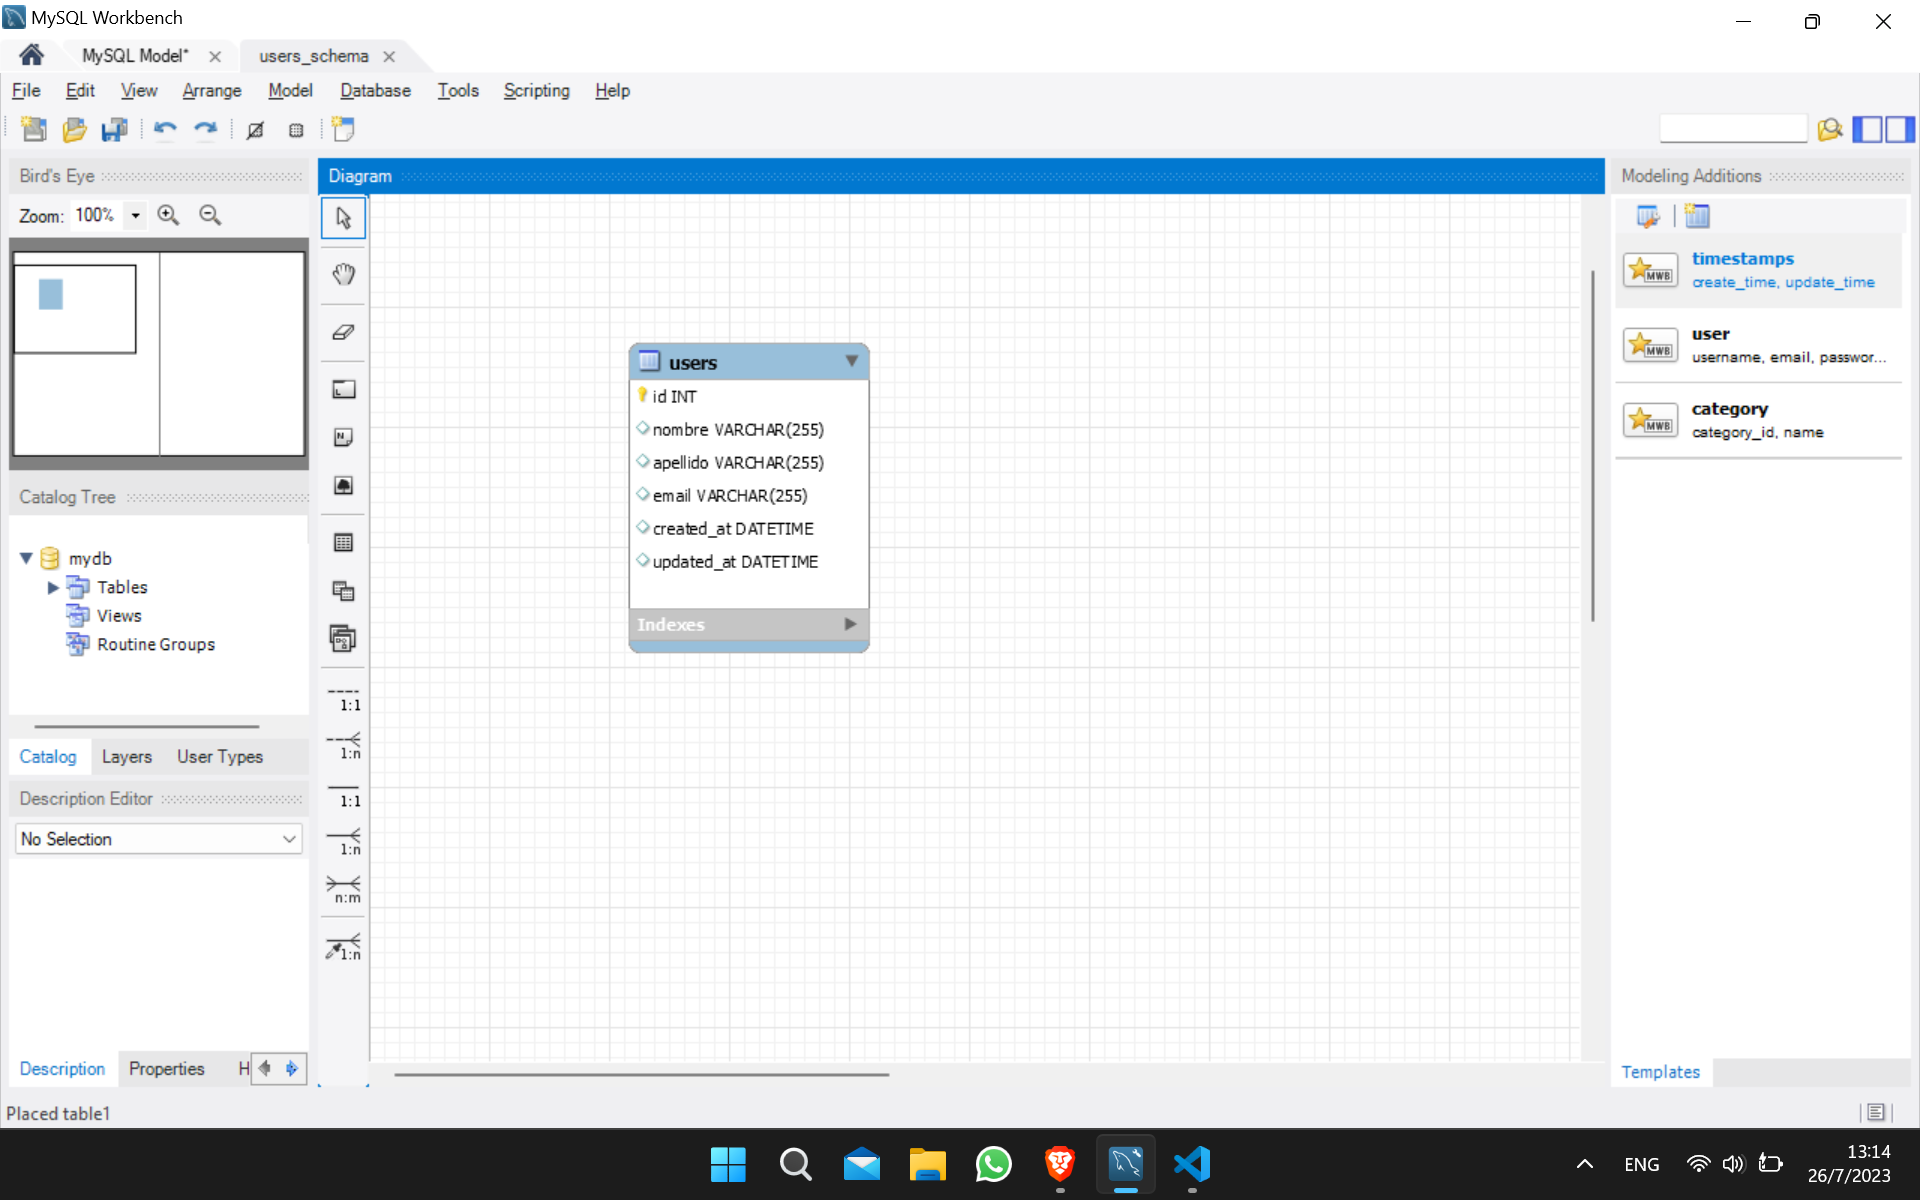 MySQL Workbench
MySQL Model*
users_schema
File Edit View Arrange Model Database Tools Scripting Help
Bird's Eye
Zoom: 100%
Catalog Tree
mydb
Tables
Views
Routine Groups
Catalog Layers User Types
Description Editor
No Selection
Description Properties H
Placed table1
Diagram
N
1:1
1:n
1:1
1:n
n:m
1:n
users
id INT
nombre VARCHAR(255)
apellido VARCHAR(255)
email VARCHAR(255)
created_at DATETIME
updated_at DATETIME
Indexes
Modeling Additions
MWB
timestamps
create_time, update_time
MWB
user
username, email, passwor...
MWB
category
category_id, name
Templates
ENG
13:14
26/7/2023